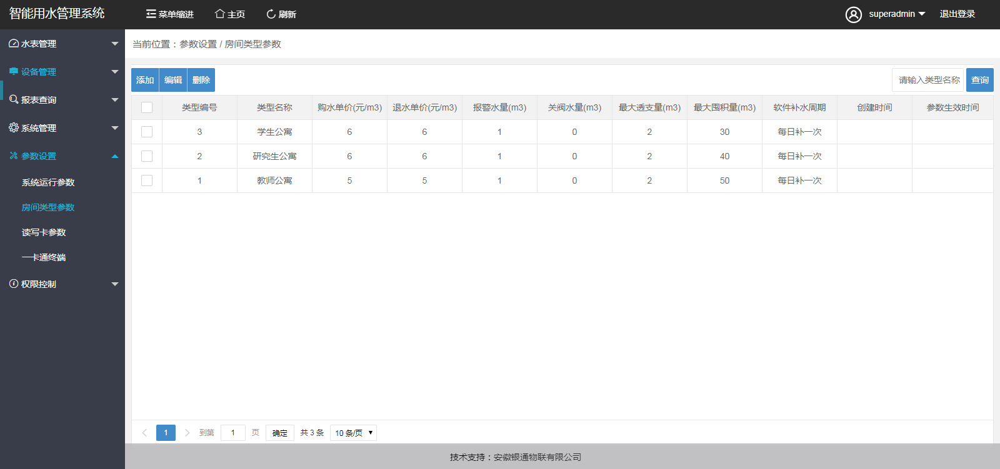 智能用水管理系统 菜单缩进 主页 刷新 superadmin 退出登录
水表管理
设备管理
报表查询
系统管理
参数设置
系统运行参数
房间类型参数
读写卡参数
一卡通终端
权限控制
当前位置：参数设置 / 房间类型参数
添加 编辑 删除 请输入类型名称 查询
类型编号 类型名称 购水单价(元/m3) 退水单价(元/m3) 报警水量(m3) 关阀水量(m3) 最大透支量(m3) 最大囤积量(m3) 软件补水周期 创建时间 参数生效时间
3 学生公寓 6 6 1 0 2 30 每日补一次
2 研究生公寓 6 6 1 0 2 40 每日补一次
1 教师公寓 5 5 1 0 2 50 每日补一次
1 到第 1 页 确定 共 3 条 10 条/页
技术支持：安徽银通物联有限公司